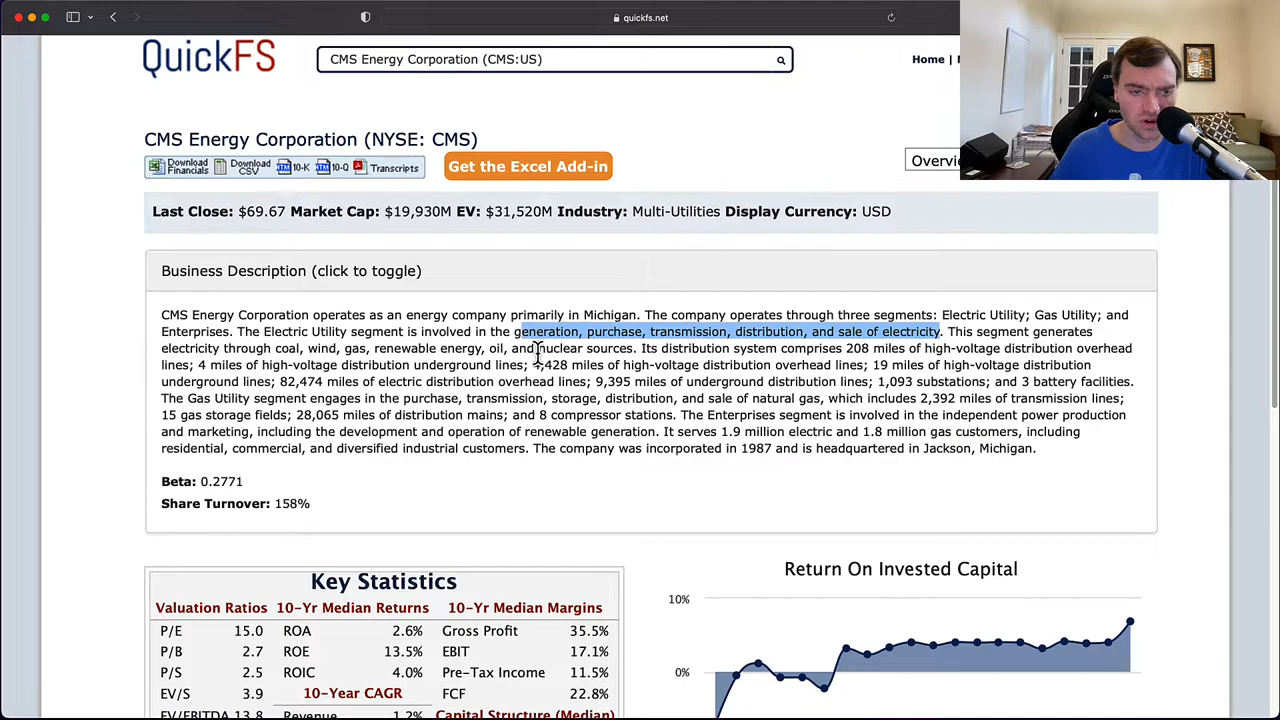 quickfs.net
QuickFS
CMS Energy Corporation (CMS:US)
Home |
CMS Energy Corporation (NYSE: CMS)
Download Financials
Download CSV
10-K
10-Q
Transcripts
Get the Excel Add-in
Last Close: $69.67 Market Cap: $19,930M EV: $31,520M Industry: Multi-Utilities Display Currency: USD
Business Description (click to toggle)
CMS Energy Corporation operates as an energy company primarily in Michigan. The company operates through three segments: Electric Utility; Gas Utility; and
Enterprises. The Electric Utility segment is involved in the generation, purchase, transmission, distribution, and sale of electricity. This segment generates
electricity through coal, wind, gas, renewable energy, oil, and nuclear sources. Its distribution system comprises 208 miles of high-voltage distribution overhead
lines; 4 miles of high-voltage distribution underground lines; 4,428 miles of high-voltage distribution overhead lines; 19 miles of high-voltage distribution
underground lines; 82,474 miles of electric distribution overhead lines; 9,395 miles of underground distribution lines; 1,093 substations; and 3 battery facilities.
The Gas Utility segment engages in the purchase, transmission, storage, distribution, and sale of natural gas, which includes 2,392 miles of transmission lines;
15 gas storage fields; 28,065 miles of distribution mains; and 8 compressor stations. The Enterprises segment is involved in the independent power production
and marketing, including the development and operation of renewable generation. It serves 1.9 million electric and 1.8 million gas customers, including
residential, commercial, and diversified industrial customers. The company was incorporated in 1987 and is headquartered in Jackson, Michigan.
Beta: 0.2771
Share Turnover: 158%
Key Statistics
Valuation Ratios 10-Yr Median Returns 10-Yr Median Margins
P/E 15.0 ROA 2.6% Gross Profit 35.5%
P/B 2.7 ROE 13.5% EBIT 17.1%
P/S 2.5 ROIC 4.0% Pre-Tax Income 11.5%
EV/S 3.9 10-Year CAGR FCF 22.8%
EV/EBITDA 13.8 Revenue 1.2% Capital Structure (Median)
Return On Invested Capital
10%
0%